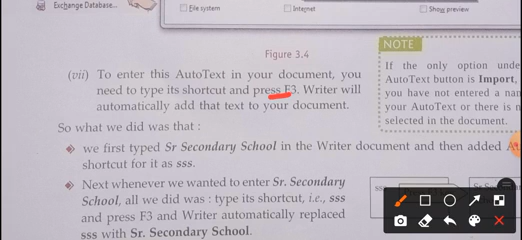 Exchange Database...
File system
Internet
Show preview
Figure 3.4
(vii) To enter this AutoText in your document, you
need to type its shortcut and press F3. Writer will
automatically add that text to your document.
NOTE
If the only option unde
AutoText button is Import,
you have not entered a nam
your AutoText or there is n
selected in the document.
So what we did was that :
we first typed Sr Secondary School in the Writer document and then added A
shortcut for it as sss.
Next whenever we wanted to enter Sr. Secondary
School, all we did was : type its shortcut, i.e., sss
and press F3 and Writer automatically replaced
sss with Sr. Secondary School.
sss